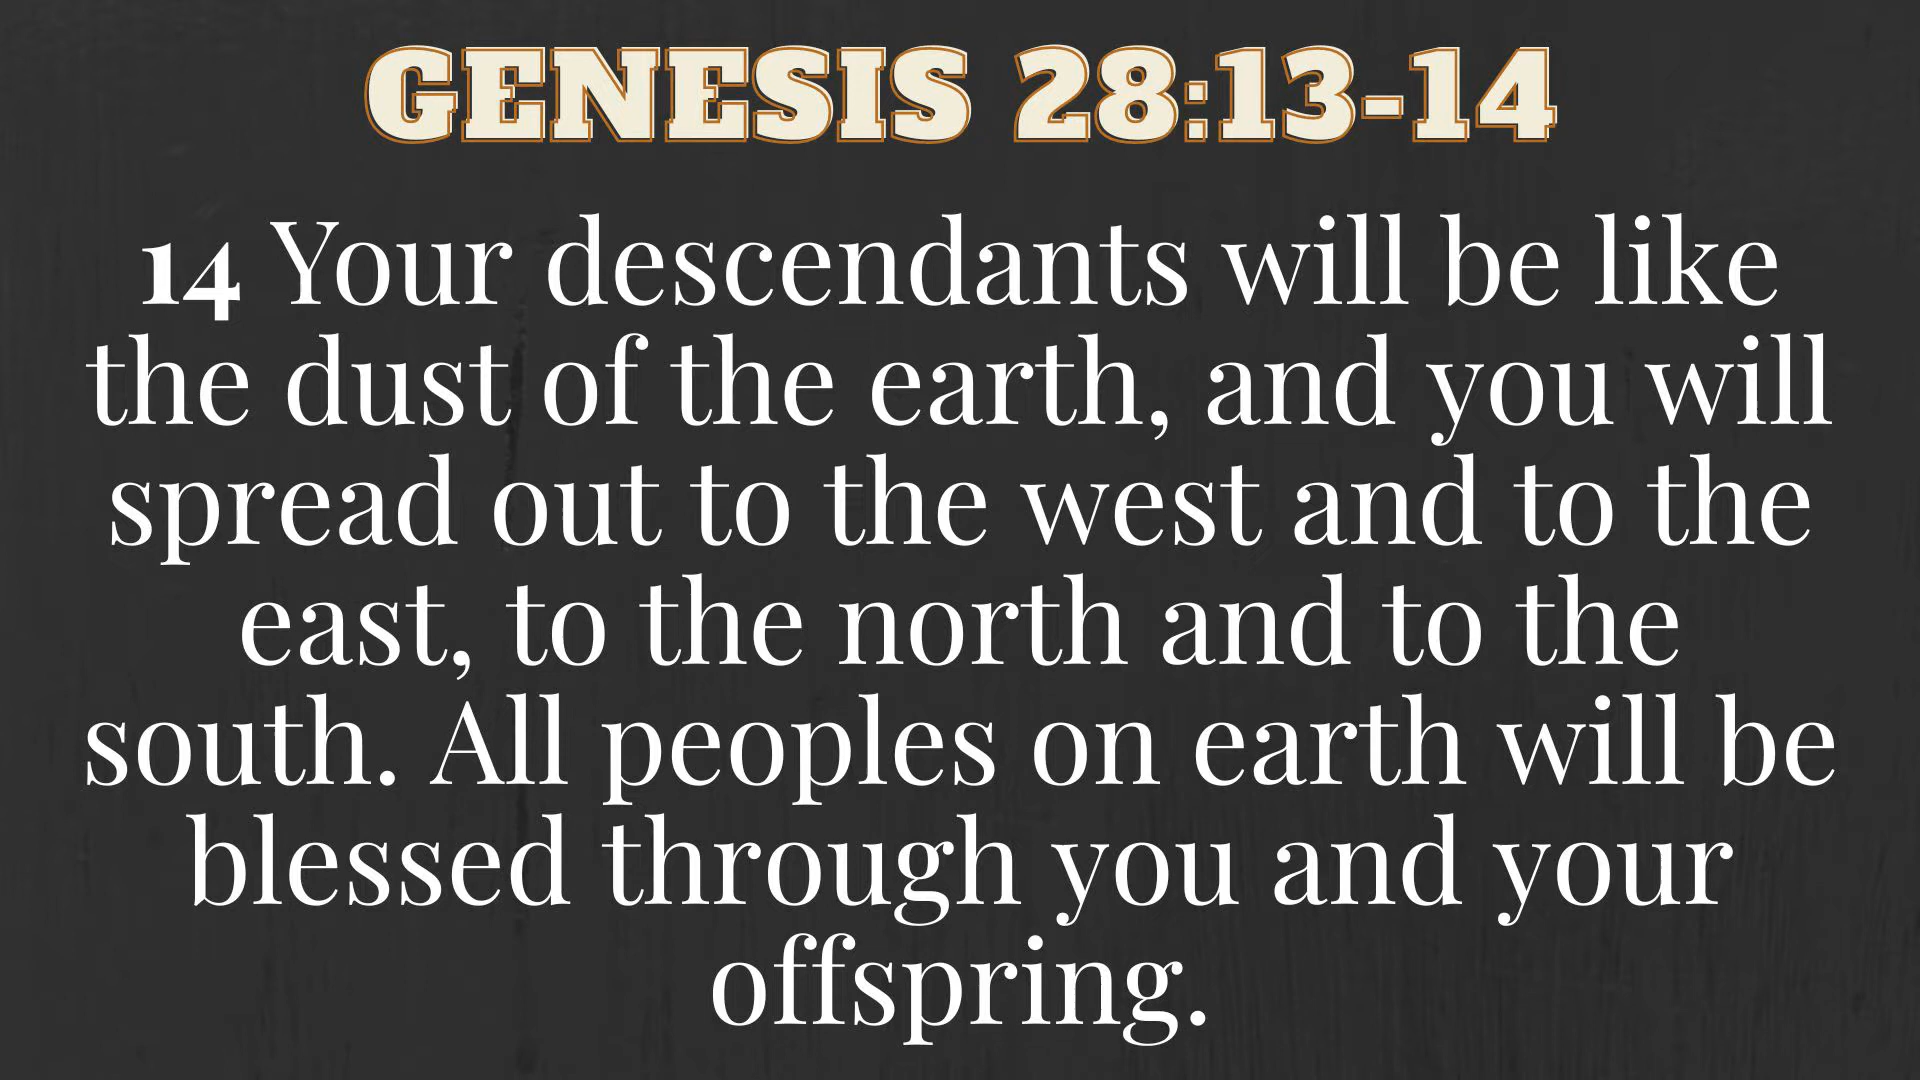 GENESIS 28:13-14
14 Your descendants will be like
the dust of the earth, and you will
spread out to the west and to the
east, to the north and to the
south. All peoples on earth will be
blessed through you and your
offspring.